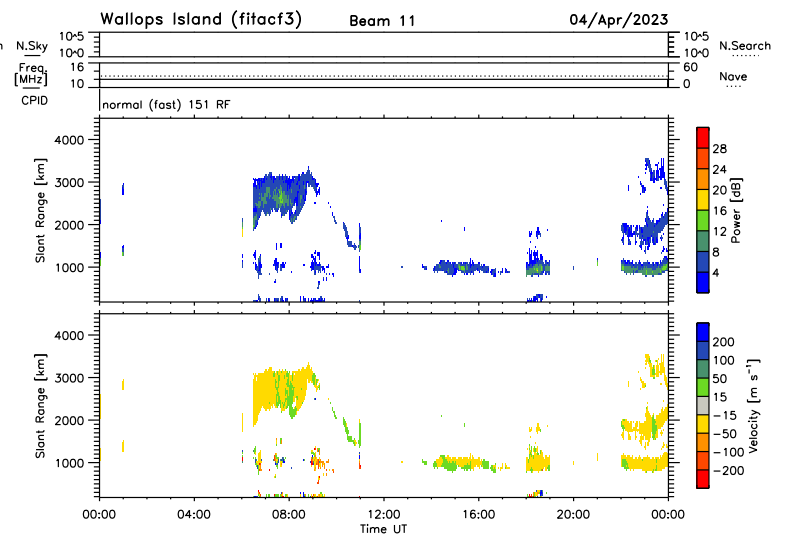 Wallops Island (fitacf3) Beam 11 04/Apr/2023
N.Sky 10^5 10^5 N.Search
10^0 10^0
Freq. 16 60 Nave
[MHz] 10 0
CPID normal (fast) 151 RF
Slant Range [km]
4000
3000
2000
1000
28
24
20
16
12
8
4
Power [dB]
Slant Range [km]
4000
3000
2000
1000
200
100
50
15
-15
-50
-100
-200
Velocity [m s⁻¹]
00:00 04:00 08:00 12:00 16:00 20:00 00:00
Time UT